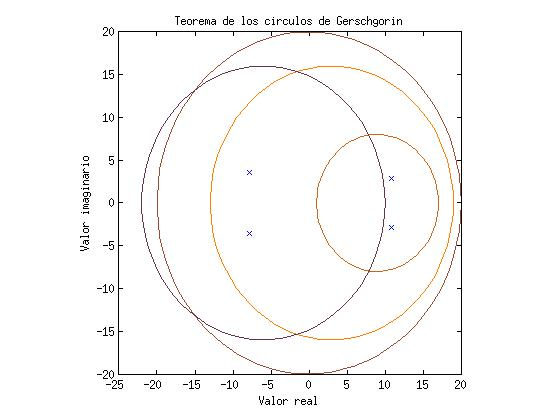 Teorema de los circulos de Gerschgorin
20
15
10
5
0
-5
-10
-15
-20
Valor imaginario
-25 -20 -15 -10 -5 0 5 10 15 20
Valor real